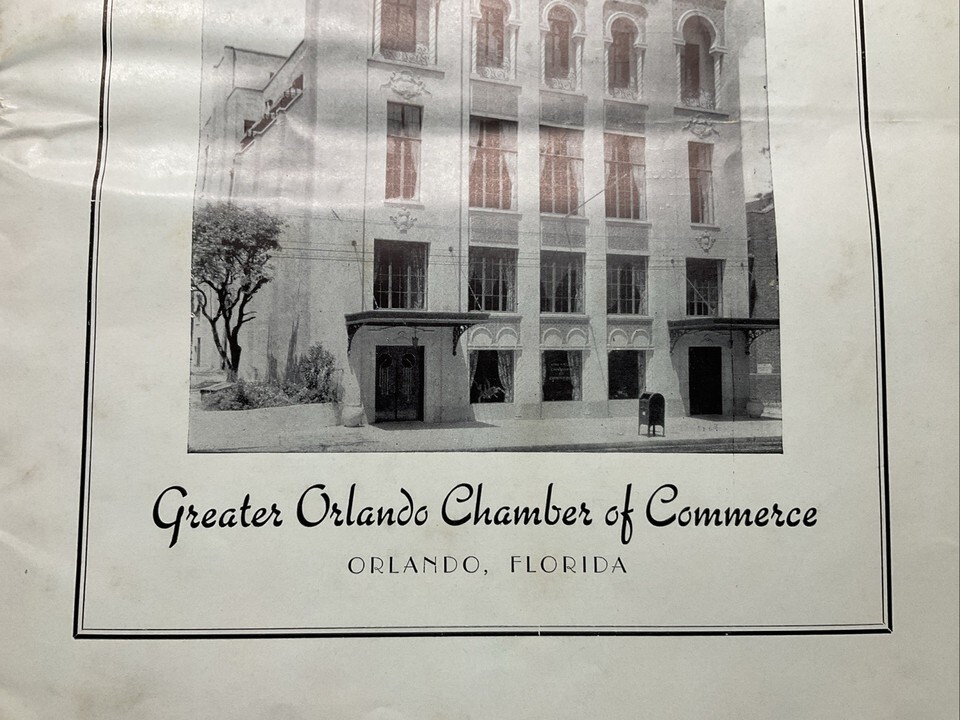 Greater Orlando Chamber of Commerce
ORLANDO, FLORIDA